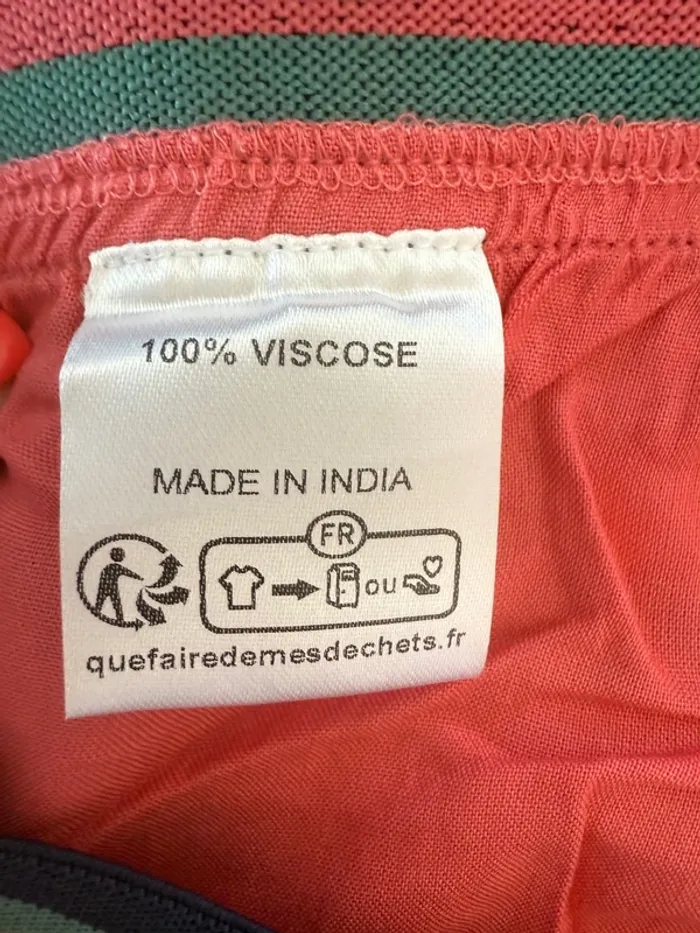 100% VISCOSE
MADE IN INDIA
FR
ou
quefairedemesdechets.fr